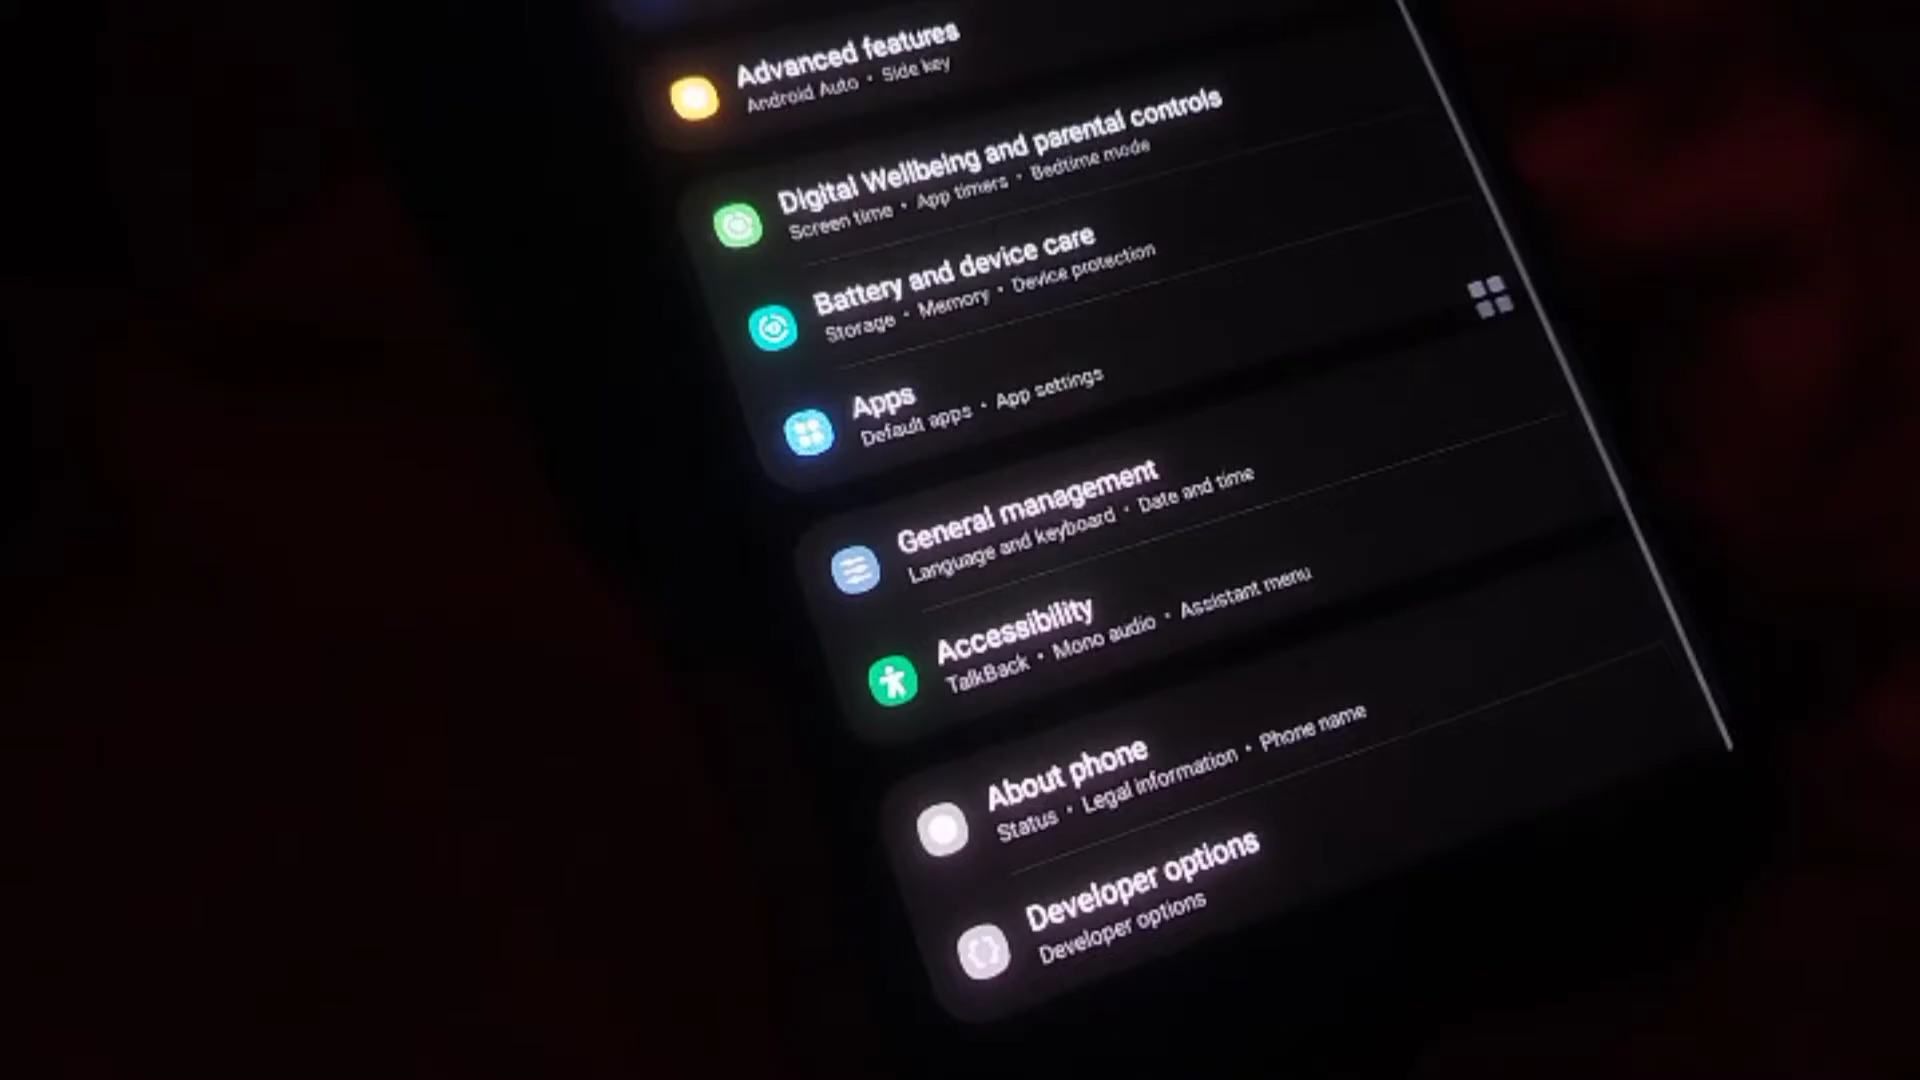 Advanced features
Android Auto • Side key
Digital Wellbeing and parental controls
Screen time • App timers • Bedtime mode
Battery and device care
Storage • Memory • Device protection
Apps
Default apps • App settings
General management
Language and keyboard • Date and time
Accessibility
TalkBack • Mono audio • Assistant menu
About phone
Status • Legal information • Phone name
Developer options
Developer options